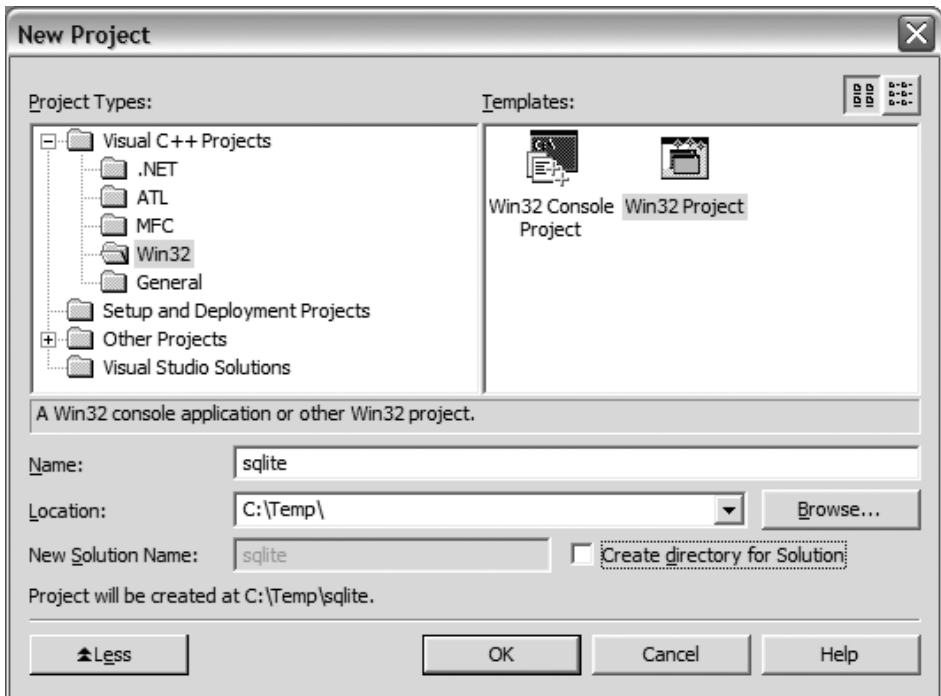 New Project
Project Types:
Templates:
Visual C++ Projects
.NET
ATL
MFC
Win32
General
Setup and Deployment Projects
Other Projects
Visual Studio Solutions
C:\
Win32 Console
Project
Win32 Project
A Win32 console application or other Win32 project.
Name:
sqlite
Location:
C:\Temp\
Browse...
New Solution Name:
sqlite
Create directory for Solution
Project will be created at C:\Temp\sqlite.
Less
OK
Cancel
Help